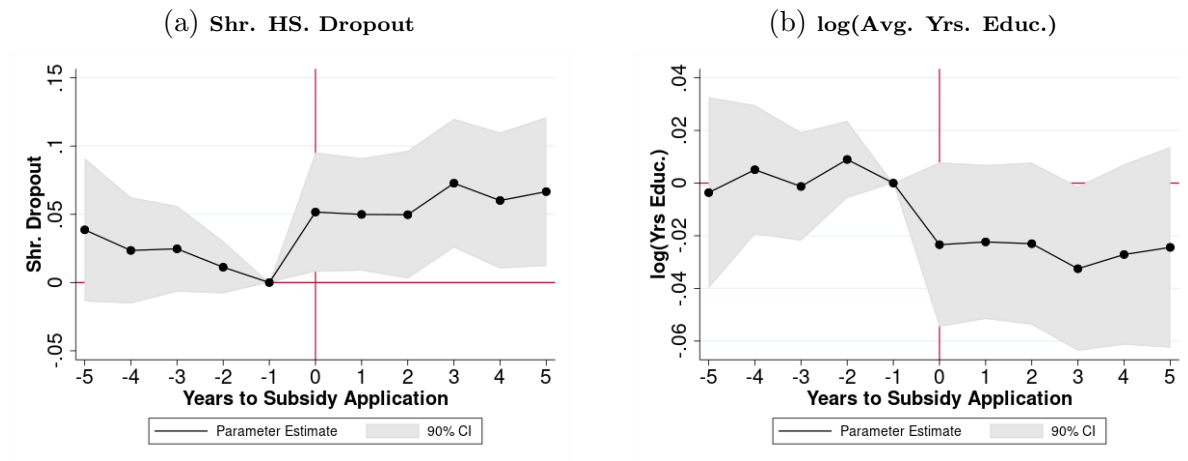 (a) Shr. HS. Dropout
Shr. Dropout
.15
.1
.05
0
-.05
-5 -4 -3 -2 -1 0 1 2 3 4 5
Years to Subsidy Application
Parameter Estimate 90% CI
(b) log(Avg. Yrs. Educ.)
log(Yrs Educ.)
.04
.02
0
-.02
-.04
-.06
-5 -4 -3 -2 -1 0 1 2 3 4 5
Years to Subsidy Application
Parameter Estimate 90% CI